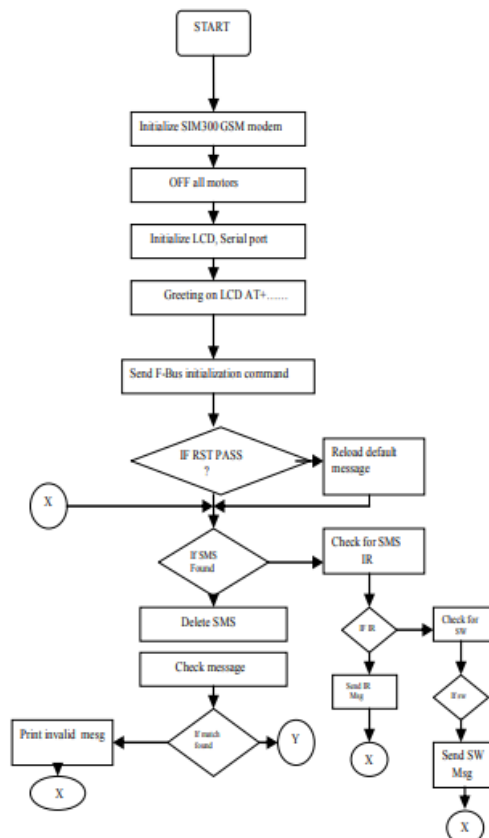 START
Initialize SIM300 GSM modem
OFF all motors
Initialize LCD, Serial port
Greeting on LCD AT+......
Send F-Bus initialization command
IF RST PASS
?
Reload default
message
X
If SMS
Found
Check for SMS
IR
Delete SMS
IF IR
Check for
SW
Check message
Send IR
Msg
If sw
Print invalid mesg
If match
found
Y
X
Send SW
Msg
X
X